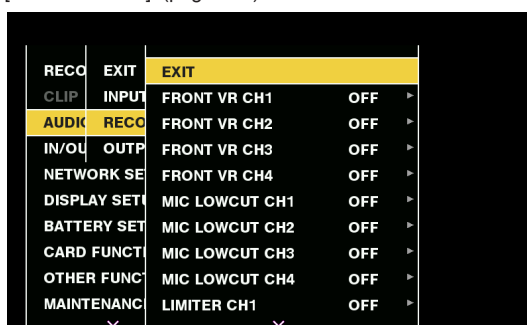 RECO EXIT EXIT
CLIP INPUT FRONT VR CH1 OFF
AUDIO RECO FRONT VR CH2 OFF
IN/OU OUTP FRONT VR CH3 OFF
NETWORK SE FRONT VR CH4 OFF
DISPLAY SETU MIC LOWCUT CH1 OFF
BATTERY SET MIC LOWCUT CH2 OFF
CARD FUNCTI MIC LOWCUT CH3 OFF
OTHER FUNC MIC LOWCUT CH4 OFF
MAINTENANC LIMITER CH1 OFF